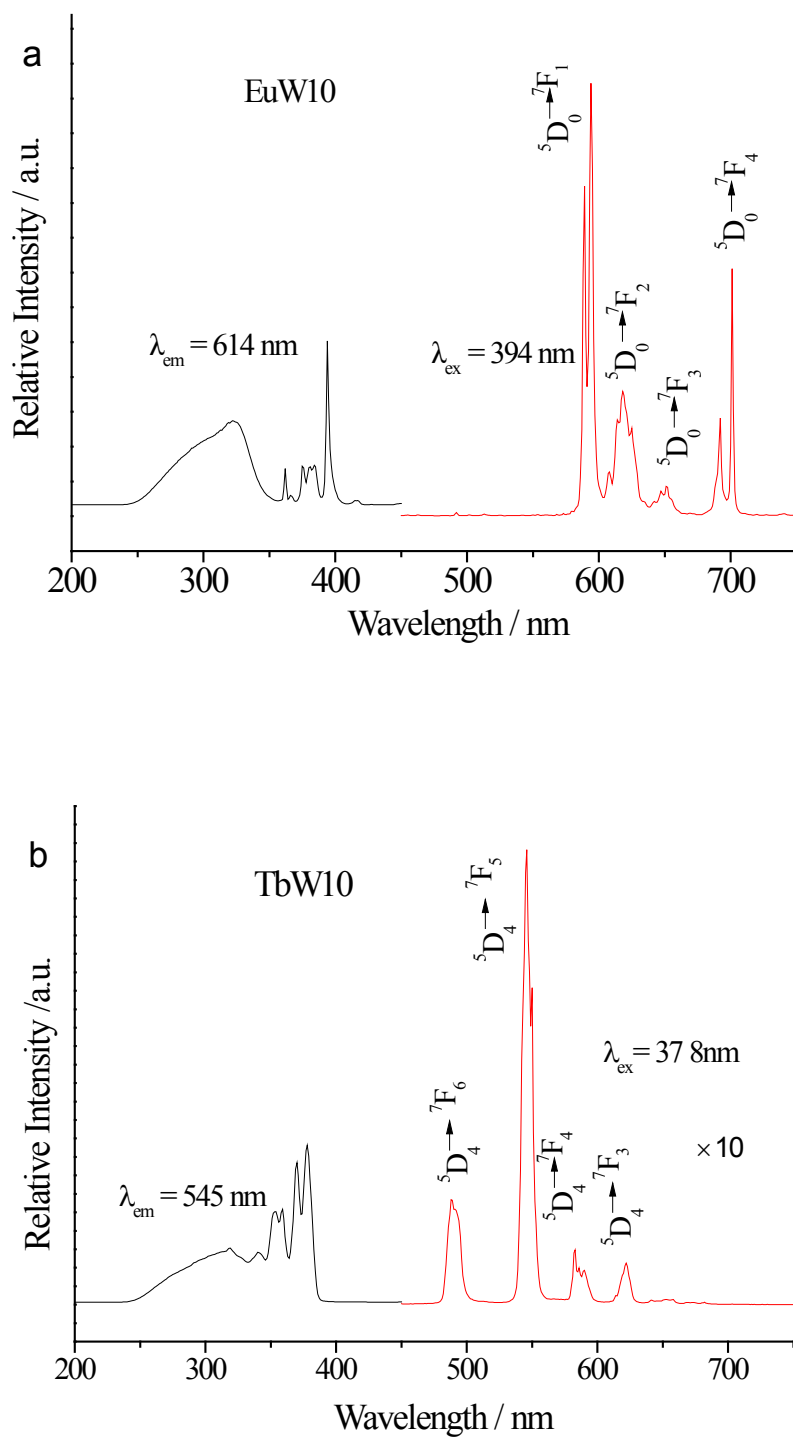 a
EuW10
⁵D₀→⁷F₁
⁵D₀→⁷F₂
⁵D₀→⁷F₃
⁵D₀→⁷F₄
λem = 614 nm
λex = 394 nm
Relative Intensity / a.u.
200 300 400 500 600 700
Wavelength / nm
b
TbW10
⁵D₄→⁷F₆
⁵D₄→⁷F₅
⁵D₄→⁷F₄
⁵D₄→⁷F₃
λem = 545 nm
λex = 37 8nm
×10
Relative Intensity /a.u.
200 300 400 500 600 700
Wavelength / nm